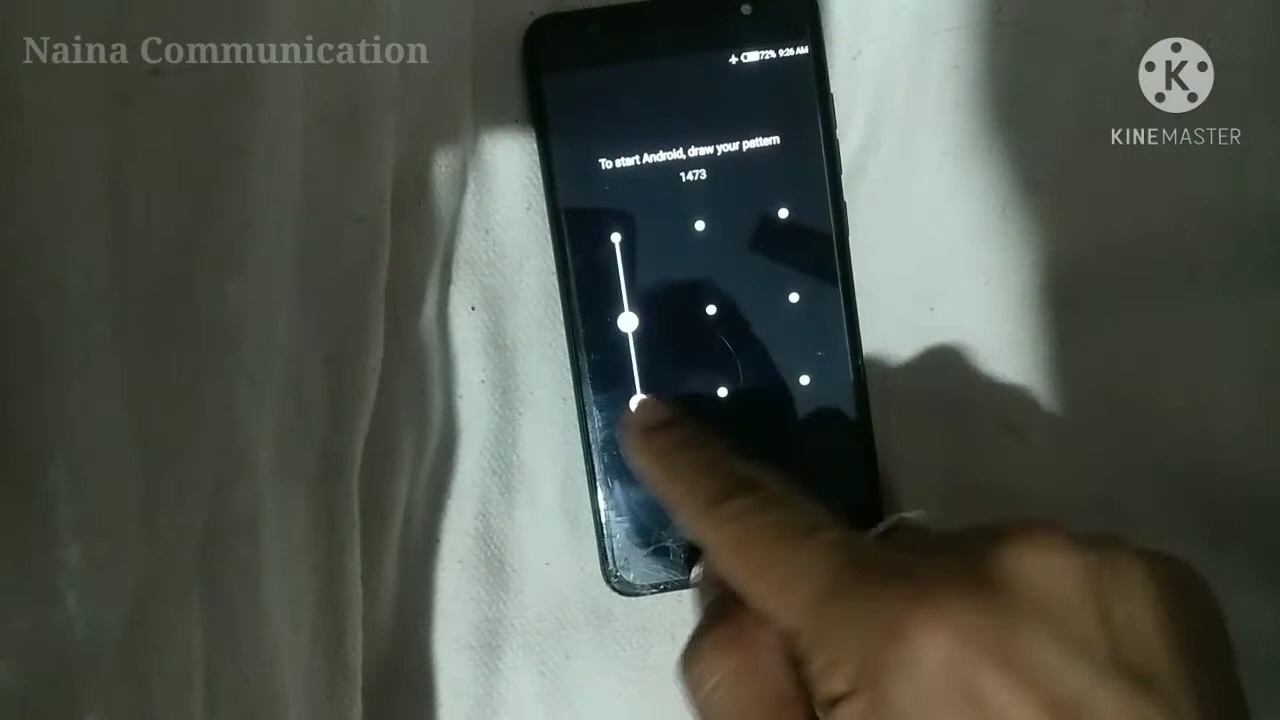 Naina Communication
K
KINEMASTER
72% 9:26 AM
To start Android, draw your pattern
1473